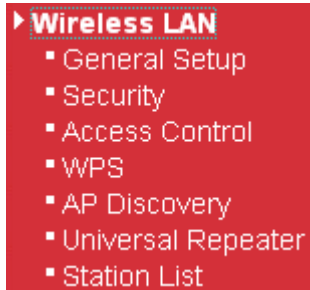 Wireless LAN
General Setup
Security
Access Control
WPS
AP Discovery
Universal Repeater
Station List